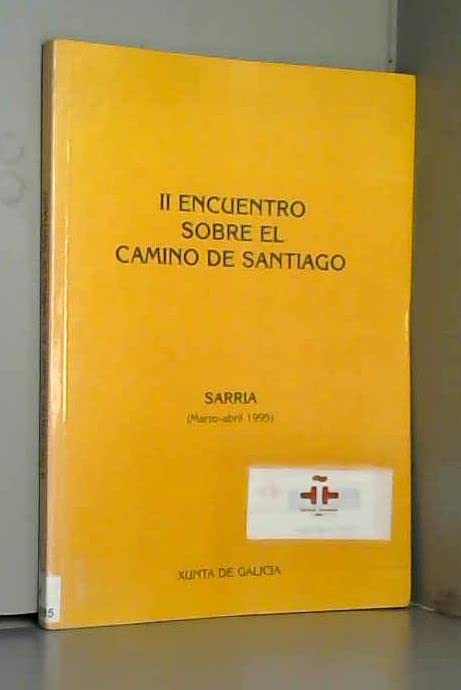 II ENCUENTRO
SOBRE EL
CAMINO DE SANTIAGO
SARRIA
(Marzo-abril 1995)
XUNTA DE GALICIA